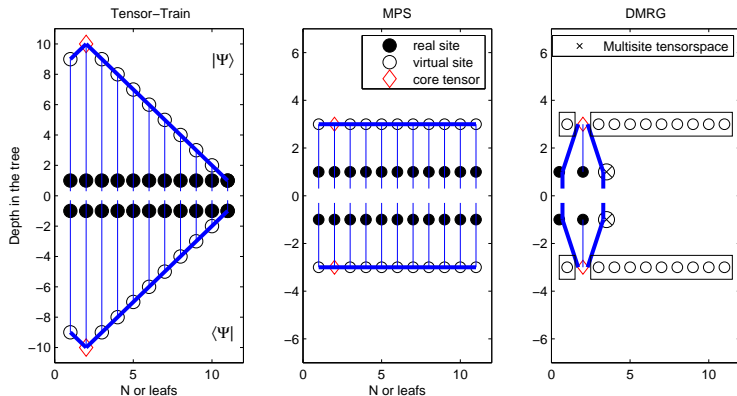 Tensor−Train
MPS
DMRG
10
8
6
4
2
0
−2
−4
−6
−8
−10
Depth in the tree
|Ψ⟩
⟨Ψ|
0
5
10
N or leafs
6
4
2
0
−2
−4
−6
real site
virtual site
core tensor
0
5
10
N or leafs
6
4
2
0
−2
−4
−6
Multisite tensorspace
0
5
10
N or leafs